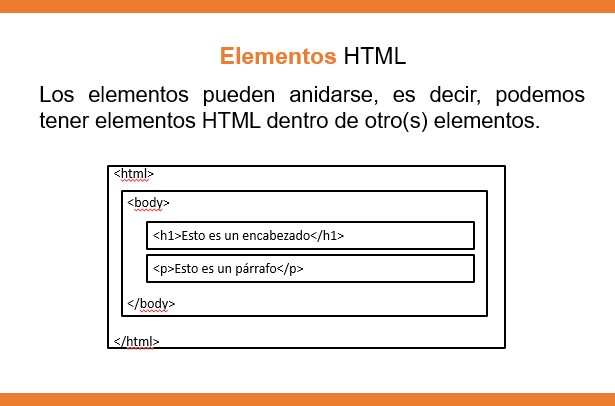 Elementos HTML
Los elementos pueden anidarse, es decir, podemos
tener elementos HTML dentro de otro(s) elementos.
<html>
<body>
<h1>Esto es un encabezado</h1>
<p>Esto es un párrafo</p>
</body>
</html>